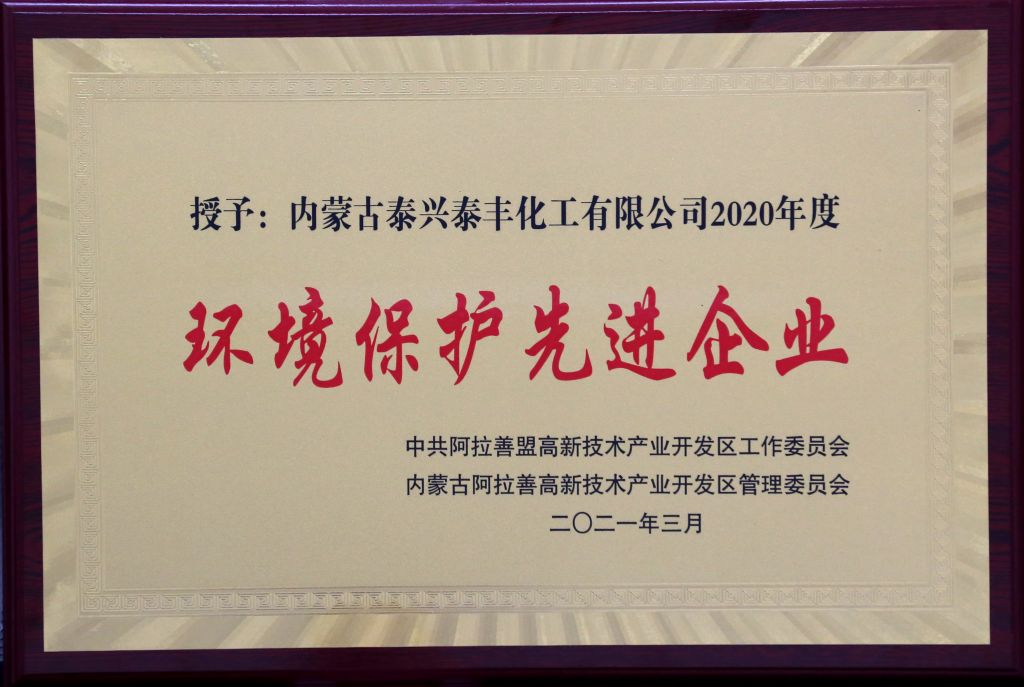 授予：内蒙古泰兴泰丰化工有限公司2020年度
环境保护先进企业
中共阿拉善盟高新技术产业开发区工作委员会
内蒙古阿拉善高新技术产业开发区管理委员会
二〇二一年三月